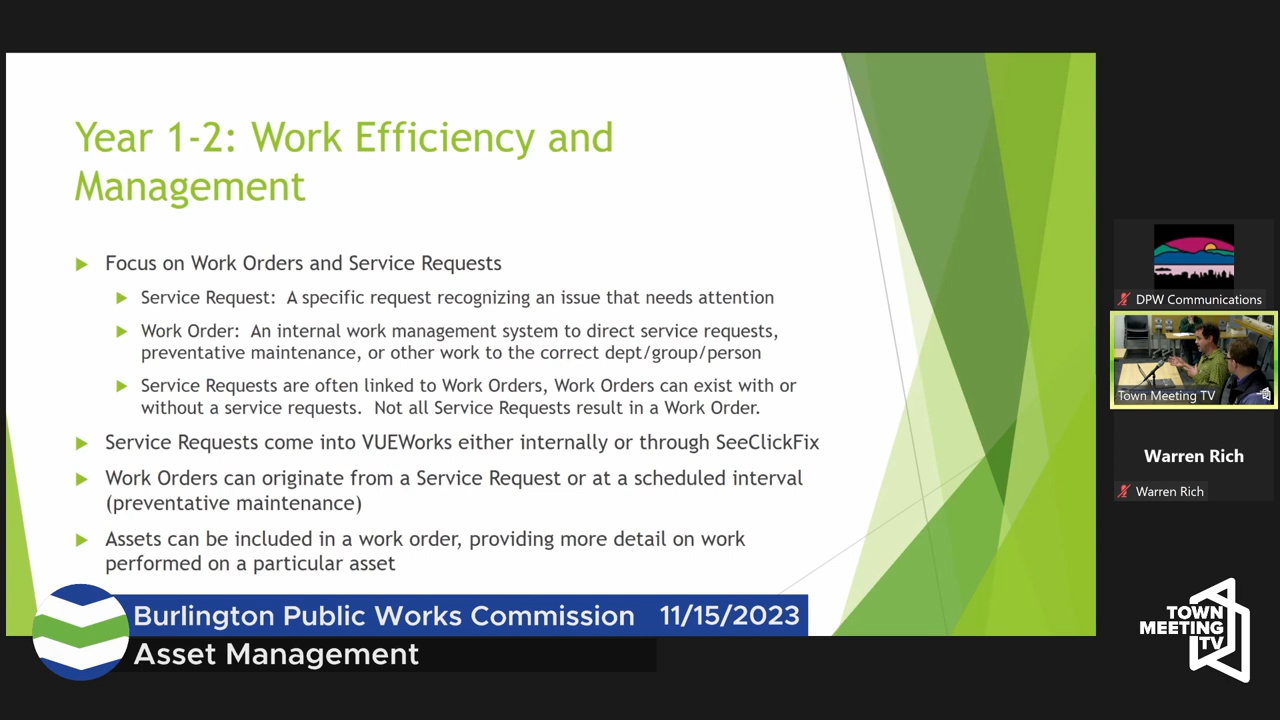 Year 1-2: Work Efficiency and
Management
Focus on Work Orders and Service Requests
Service Request: A specific request recognizing an issue that needs attention
Work Order: An internal work management system to direct service requests,
preventative maintenance, or other work to the correct dept/group/person
Service Requests are often linked to Work Orders, Work Orders can exist with or
without a service requests. Not all Service Requests result in a Work Order.
Service Requests come into VUEWorks either internally or through SeeClickFix
Work Orders can originate from a Service Request or at a scheduled interval
(preventative maintenance)
Assets can be included in a work order, providing more detail on work
performed on a particular asset
Burlington Public Works Commission 11/15/2023
Asset Management
DPW Communications
Town Meeting TV
Warren Rich
Warren Rich
TOWN
MEETING
TV